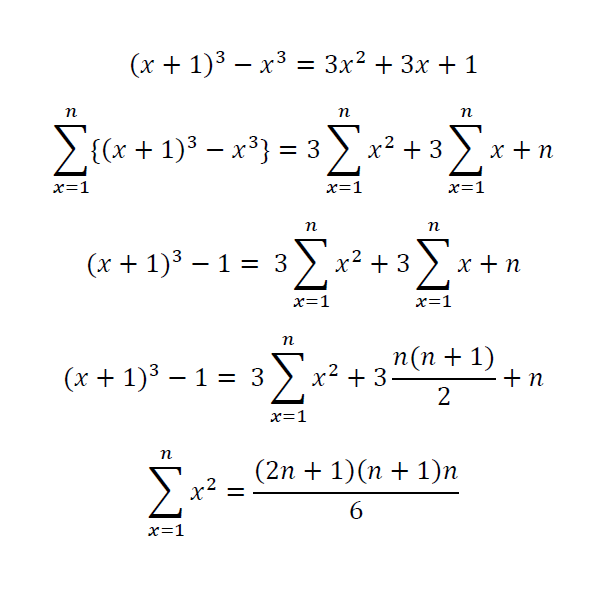 (x + 1)³ − x³ = 3x² + 3x + 1
∑_{x=1}^{n} {(x + 1)³ − x³} = 3 ∑_{x=1}^{n} x² + 3 ∑_{x=1}^{n} x + n
(x + 1)³ − 1 = 3 ∑_{x=1}^{n} x² + 3 ∑_{x=1}^{n} x + n
(x + 1)³ − 1 = 3 ∑_{x=1}^{n} x² + 3 \frac{n(n + 1)}{2} + n
∑_{x=1}^{n} x² = \frac{(2n + 1)(n + 1)n}{6}